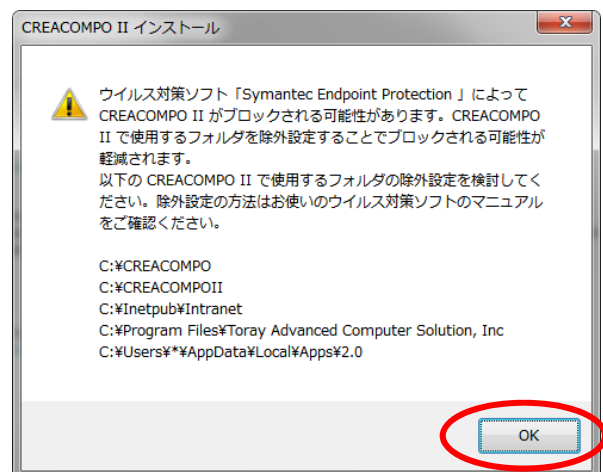 CREACOMPO II インストール
ウイルス対策ソフト「Symantec Endpoint Protection 」によって
CREACOMPO II がブロックされる可能性があります。CREACOMPO
II で使用するフォルダを除外設定することでブロックされる可能性が
軽減されます。
以下の CREACOMPO II で使用するフォルダの除外設定を検討してく
ださい。除外設定の方法はお使いのウイルス対策ソフトのマニュアル
をご確認ください。
C:¥CREACOMPO
C:¥CREACOMPOII
C:¥Inetpub¥Intranet
C:¥Program Files¥Toray Advanced Computer Solution, Inc
C:¥Users¥*¥AppData¥Local¥Apps¥2.0
OK